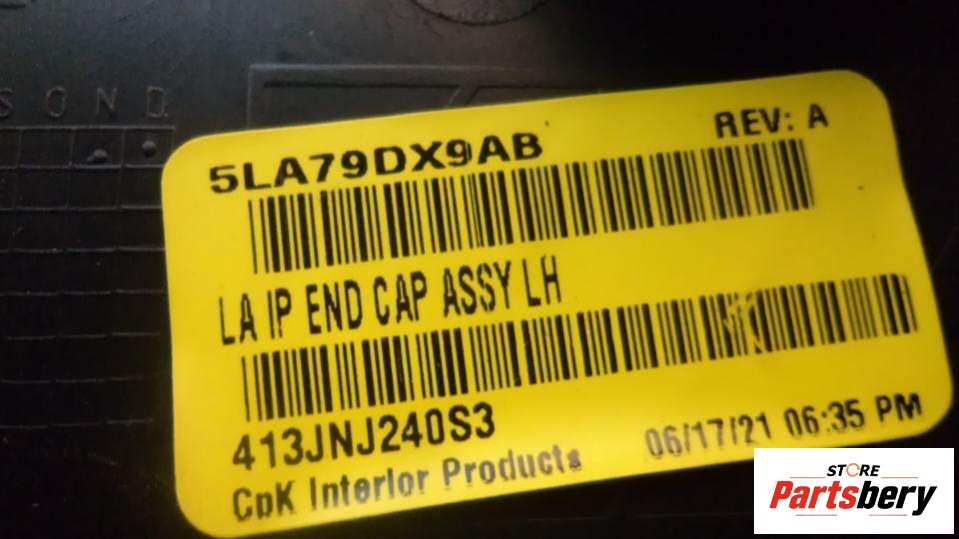 S O N D
5LA79DX9AB
REV: A
LA IP END CAP ASSY LH
413JNJ240S3
06/17/21 06:35 PM
CpK Interior Products
STORE
Partsbery